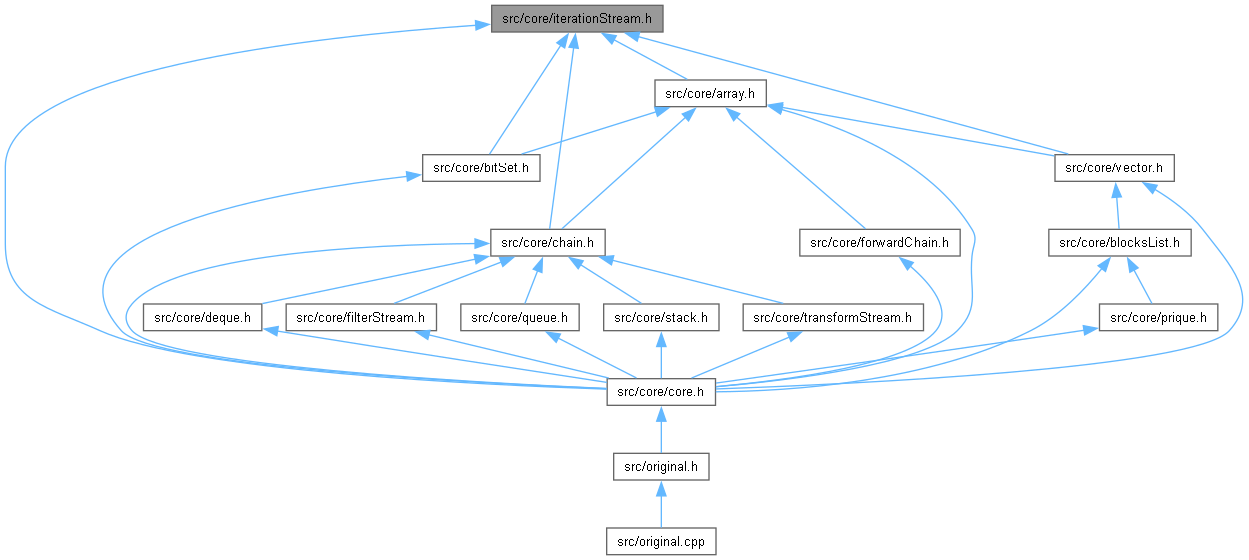 src/core/iterationStream.h
src/core/array.h
src/core/bitSet.h
src/core/vector.h
src/core/chain.h
src/core/forwardChain.h
src/core/blocksList.h
src/core/deque.h
src/core/filterStream.h
src/core/queue.h
src/core/stack.h
src/core/transformStream.h
src/core/prique.h
src/core/core.h
src/original.h
src/original.cpp